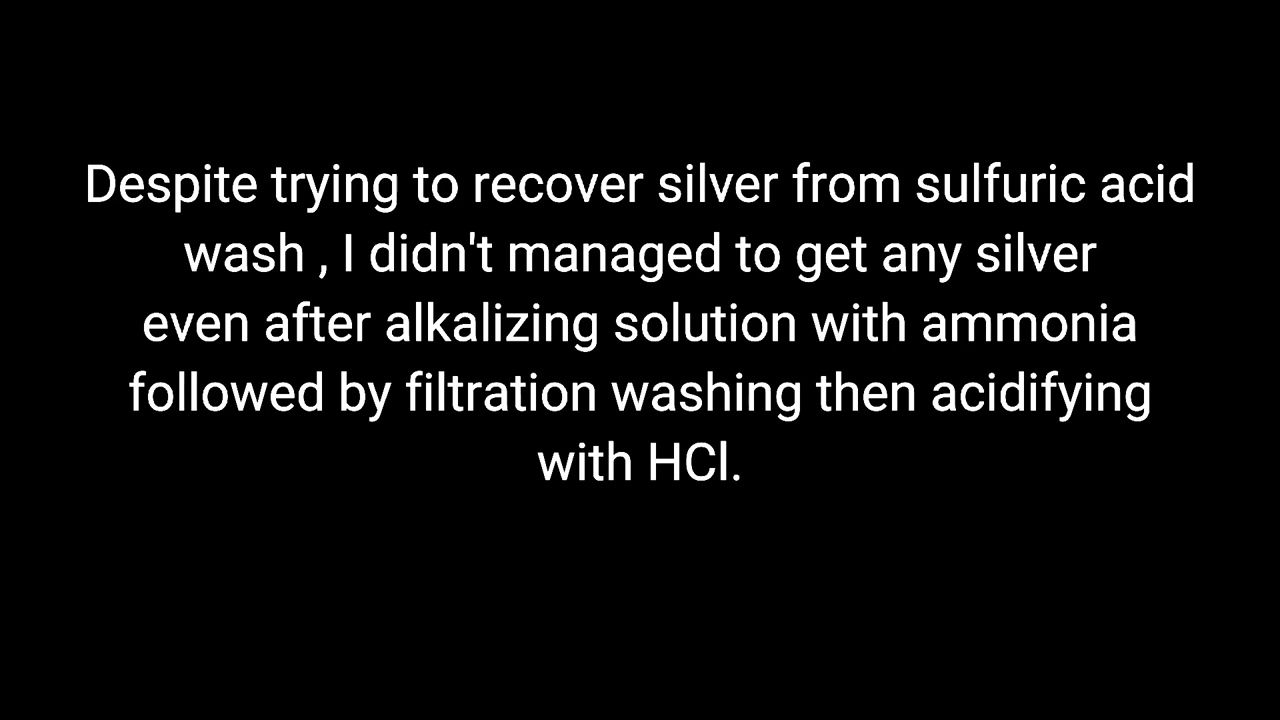 Despite trying to recover silver from sulfuric acid
wash , I didn't managed to get any silver
even after alkalizing solution with ammonia
followed by filtration washing then acidifying
with HCl.